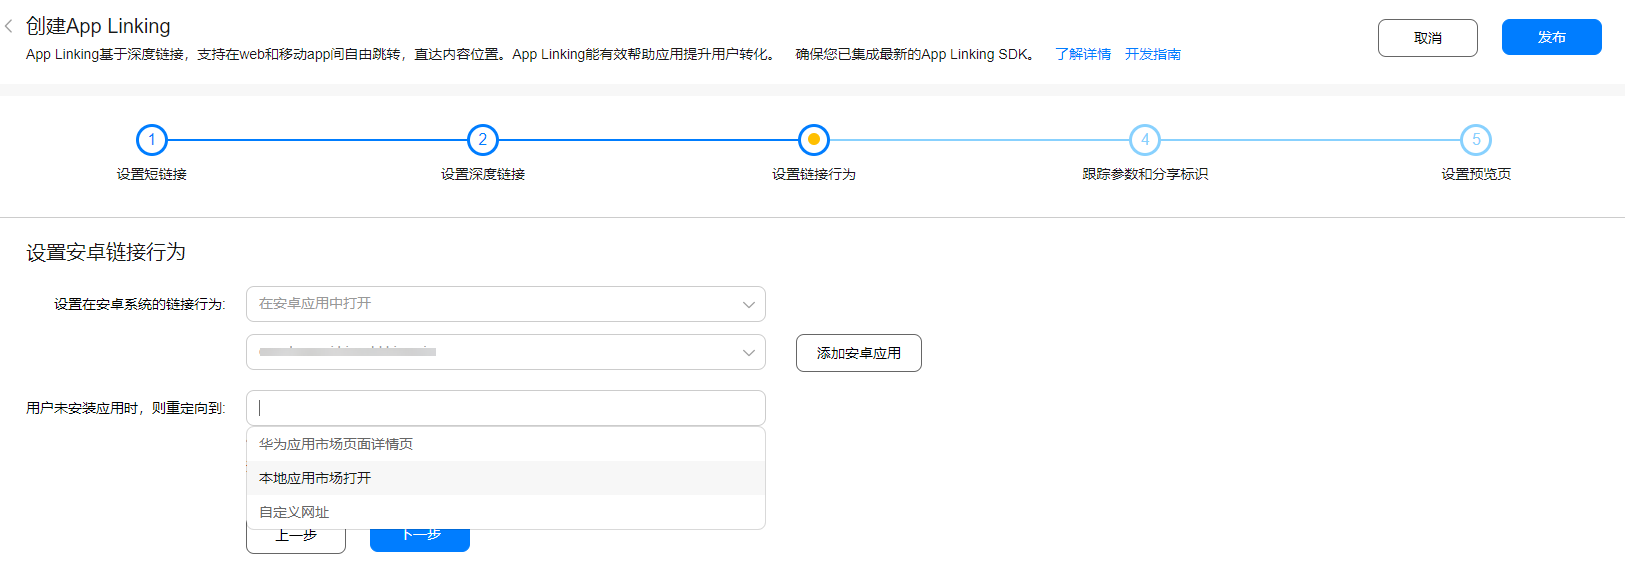 创建App Linking
App Linking基于深度链接，支持在web和移动app间自由跳转，直达内容位置。App Linking能有效帮助应用提升用户转化。 确保您已集成最新的App Linking SDK。 了解详情 开发指南
取消
发布
1
2
4
5
设置短链接
设置深度链接
设置链接行为
跟踪参数和分享标识
设置预览页
设置安卓链接行为
设置在安卓系统的链接行为:
在安卓应用中打开
添加安卓应用
用户未安装应用时，则重定向到:
华为应用市场页面详情页
本地应用市场打开
自定义网址
上一步
下一步